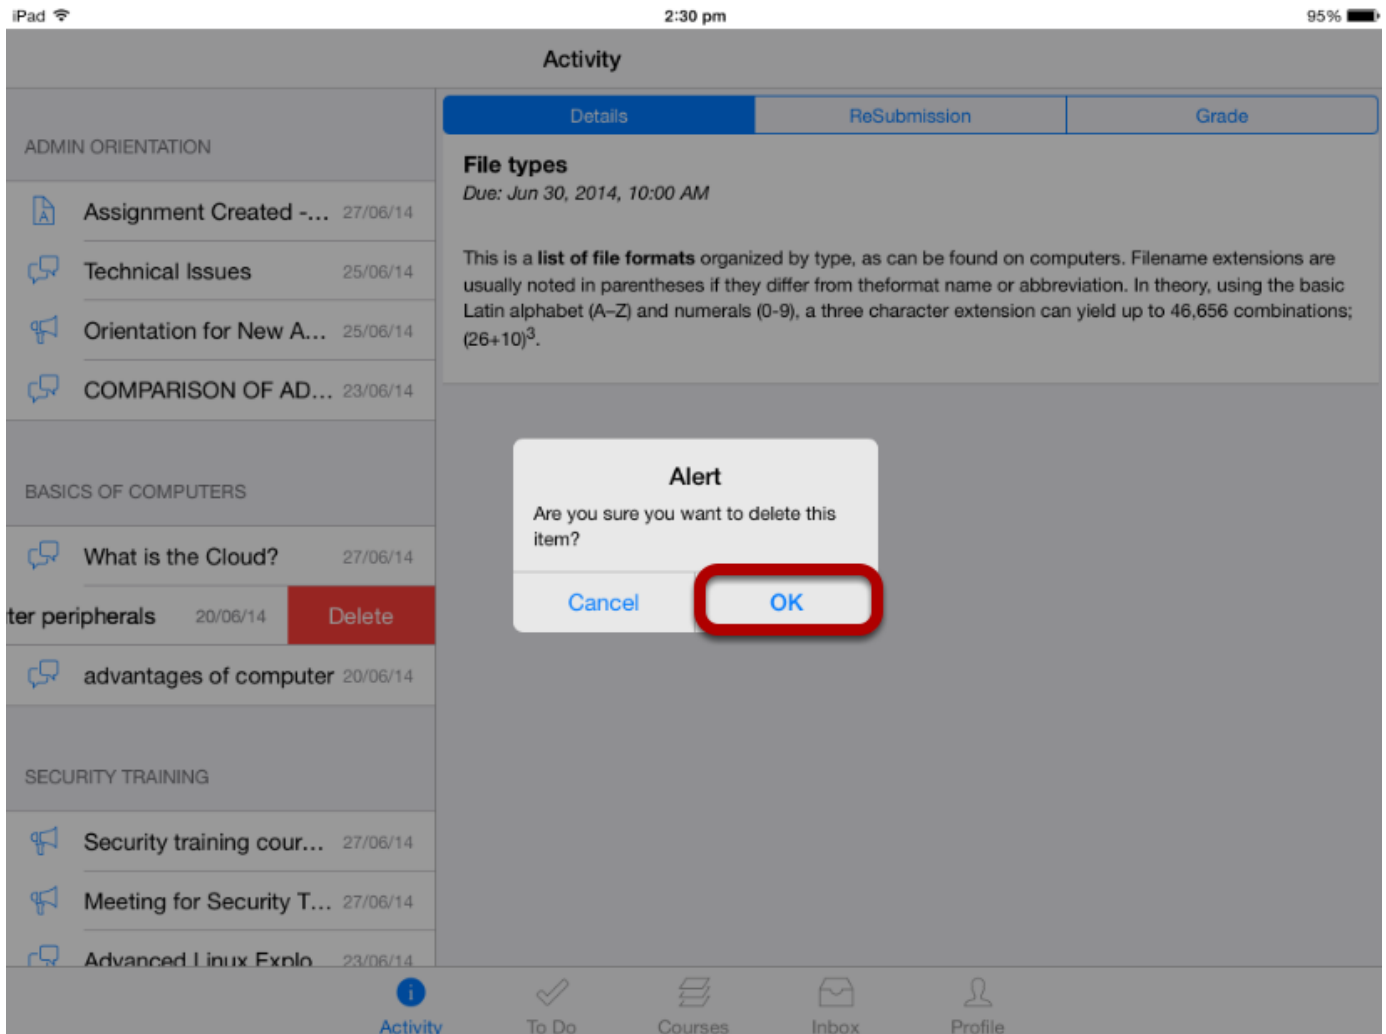 iPad
2:30 pm
95%
Activity
ADMIN ORIENTATION
Assignment Created -... 27/06/14
Technical Issues 25/06/14
Orientation for New A... 25/06/14
COMPARISON OF AD... 23/06/14
BASICS OF COMPUTERS
What is the Cloud? 27/06/14
ter peripherals 20/06/14 Delete
advantages of computer 20/06/14
SECURITY TRAINING
Security training cour... 27/06/14
Meeting for Security T... 27/06/14
Advanced Linux Explo 23/06/14
Details ReSubmission Grade
File types
Due: Jun 30, 2014, 10:00 AM
This is a list of file formats organized by type, as can be found on computers. Filename extensions are
usually noted in parentheses if they differ from theformat name or abbreviation. In theory, using the basic
Latin alphabet (A–Z) and numerals (0-9), a three character extension can yield up to 46,656 combinations;
(26+10)³.
Alert
Are you sure you want to delete this
item?
Cancel OK
Activity To Do Courses Inbox Profile